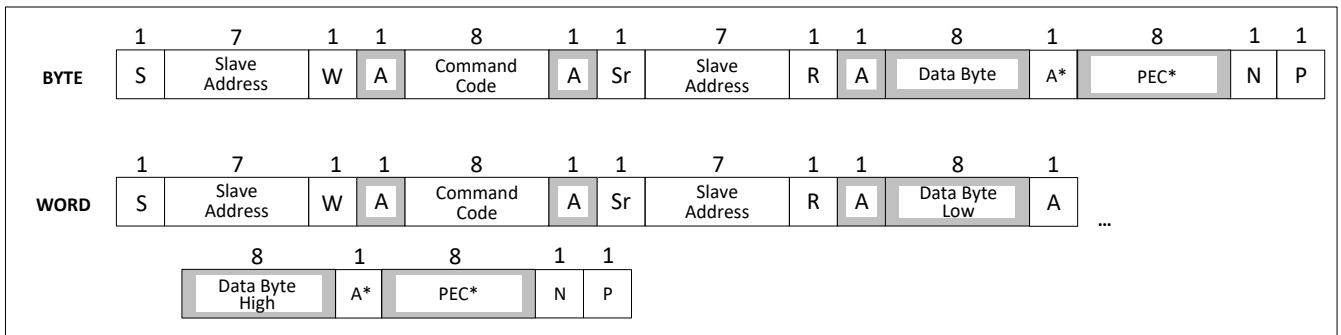 1 7 1 1 8 1 1 7 1 1 8 1 8 1 1
BYTE S Slave Address W A Command Code A Sr Slave Address R A Data Byte A* PEC* N P
1 7 1 1 8 1 1 7 1 1 8 1
WORD S Slave Address W A Command Code A Sr Slave Address R A Data Byte Low A ...
8 1 8 1 1
Data Byte High A* PEC* N P